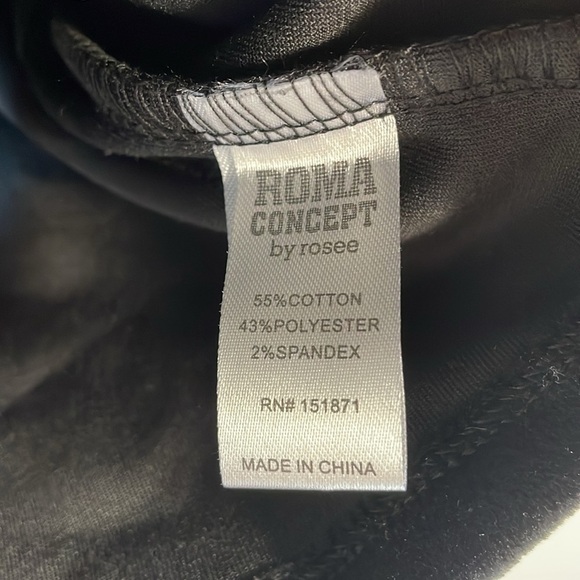 ROMA
CONCEPT
by rosee
55%COTTON
43%POLYESTER
2%SPANDEX
RN# 151871
MADE IN CHINA